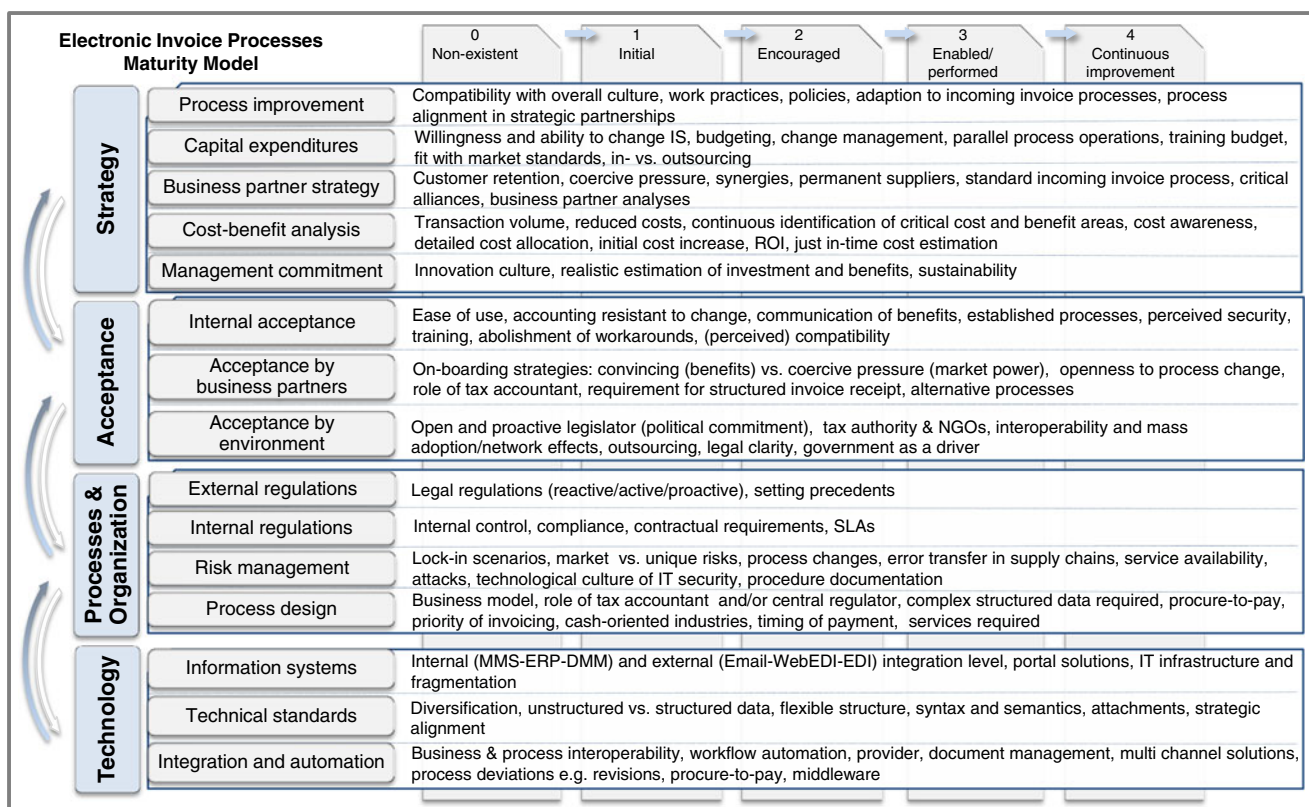 Electronic Invoice Processes
Maturity Model
0
Non-existent
1
Initial
2
Encouraged
3
Enabled/
performed
4
Continuous
improvement
Strategy
Process improvement
Compatibility with overall culture, work practices, policies, adaption to incoming invoice processes, process
alignment in strategic partnerships
Capital expenditures
Willingness and ability to change IS, budgeting, change management, parallel process operations, training budget,
fit with market standards, in- vs. outsourcing
Business partner strategy
Customer retention, coercive pressure, synergies, permanent suppliers, standard incoming invoice process, critical
alliances, business partner analyses
Cost-benefit analysis
Transaction volume, reduced costs, continuous identification of critical cost and benefit areas, cost awareness,
detailed cost allocation, initial cost increase, ROI, just in-time cost estimation
Management commitment
Innovation culture, realistic estimation of investment and benefits, sustainability
Acceptance
Internal acceptance
Ease of use, accounting resistant to change, communication of benefits, established processes, perceived security,
training, abolishment of workarounds, (perceived) compatibility
Acceptance by
business partners
On-boarding strategies: convincing (benefits) vs. coercive pressure (market power), openness to process change,
role of tax accountant, requirement for structured invoice receipt, alternative processes
Acceptance by
environment
Open and proactive legislator (political commitment), tax authority & NGOs, interoperability and mass
adoption/network effects, outsourcing, legal clarity, government as a driver
Processes &
Organization
External regulations
Legal regulations (reactive/active/proactive), setting precedents
Internal regulations
Internal control, compliance, contractual requirements, SLAs
Risk management
Lock-in scenarios, market vs. unique risks, process changes, error transfer in supply chains, service availability,
attacks, technological culture of IT security, procedure documentation
Process design
Business model, role of tax accountant and/or central regulator, complex structured data required, procure-to-pay,
priority of invoicing, cash-oriented industries, timing of payment, services required
Technology
Information systems
Internal (MMS-ERP-DMM) and external (Email-WebEDI-EDI) integration level, portal solutions, IT infrastructure and
fragmentation
Technical standards
Diversification, unstructured vs. structured data, flexible structure, syntax and semantics, attachments, strategic
alignment
Integration and automation
Business & process interoperability, workflow automation, provider, document management, multi channel solutions,
process deviations e.g. revisions, procure-to-pay, middleware